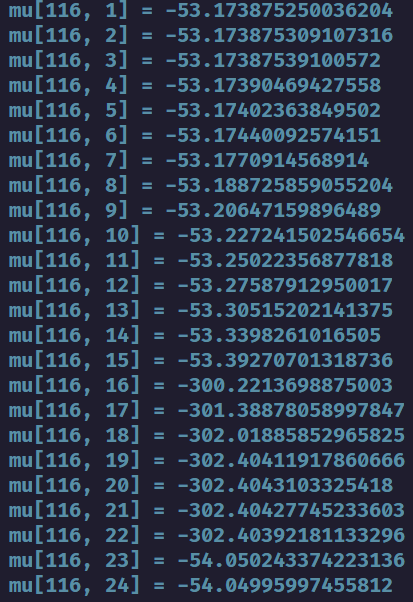 mu[116, 1] = -53.173875250036204
mu[116, 2] = -53.173875309107316
mu[116, 3] = -53.17387539100572
mu[116, 4] = -53.17390469427558
mu[116, 5] = -53.17402363849502
mu[116, 6] = -53.17440092574151
mu[116, 7] = -53.1770914568914
mu[116, 8] = -53.188725859055204
mu[116, 9] = -53.20647159896489
mu[116, 10] = -53.227241502546654
mu[116, 11] = -53.25022356877818
mu[116, 12] = -53.27587912950017
mu[116, 13] = -53.30515202141375
mu[116, 14] = -53.3398261016505
mu[116, 15] = -53.39270701318736
mu[116, 16] = -300.2213698875003
mu[116, 17] = -301.38878058997847
mu[116, 18] = -302.01885852965825
mu[116, 19] = -302.40411917860666
mu[116, 20] = -302.4043103325418
mu[116, 21] = -302.40427745233603
mu[116, 22] = -302.40392181133296
mu[116, 23] = -54.050243374223136
mu[116, 24] = -54.04995997455812